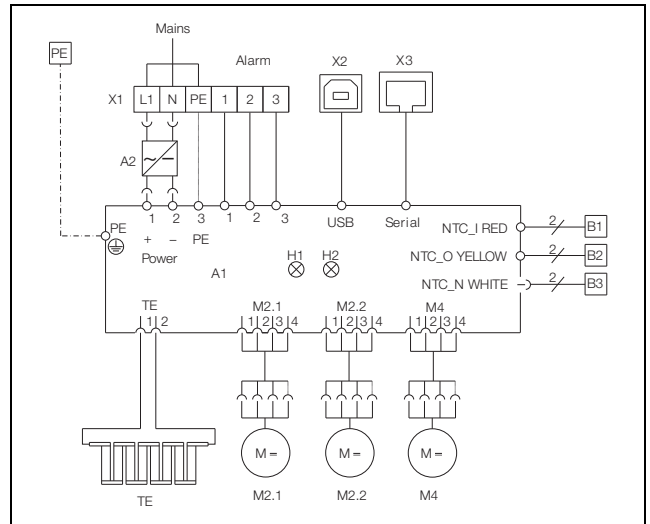 Mains
PE
Alarm X2 X3
X1 L1 N PE 1 2 3
A2
1 2 3 1 2 3 USB Serial
PE
+ – PE
Power
A1
H1 H2
NTC_I RED 2 B1
NTC_O YELLOW 2 B2
NTC_N WHITE 2 B3
TE M2.1 M2.2 M4
1 2 1 2 3 4 1 2 3 4 1 2 3 4
M = M = M =
TE M2.1 M2.2 M4